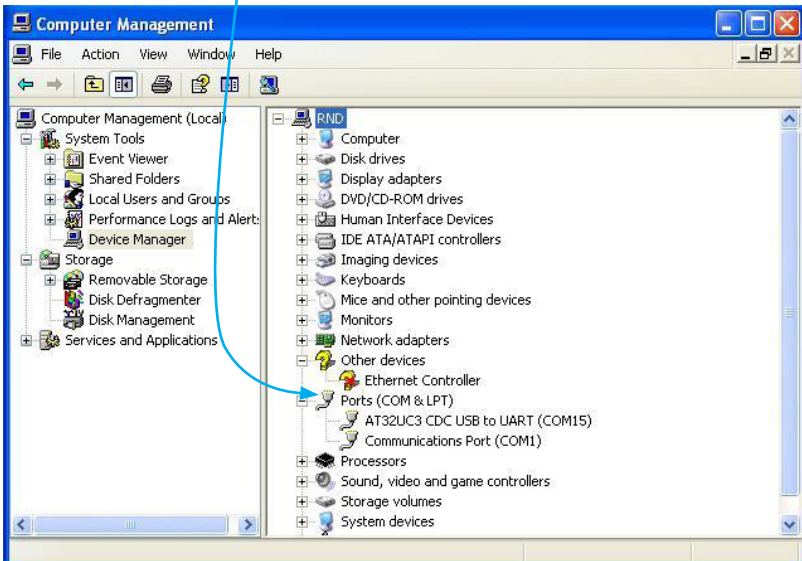 Computer Management
File Action View Window Help
Computer Management (Local)
System Tools
Event Viewer
Shared Folders
Local Users and Groups
Performance Logs and Alert:
Device Manager
Storage
Removable Storage
Disk Defragmenter
Disk Management
Services and Applications
RND
Computer
Disk drives
Display adapters
DVD/CD-ROM drives
Human Interface Devices
IDE ATA/ATAPI controllers
Imaging devices
Keyboards
Mice and other pointing devices
Monitors
Network adapters
Other devices
Ethernet Controller
Ports (COM & LPT)
AT32UC3 CDC USB to UART (COM15)
Communications Port (COM1)
Processors
Sound, video and game controllers
Storage volumes
System devices